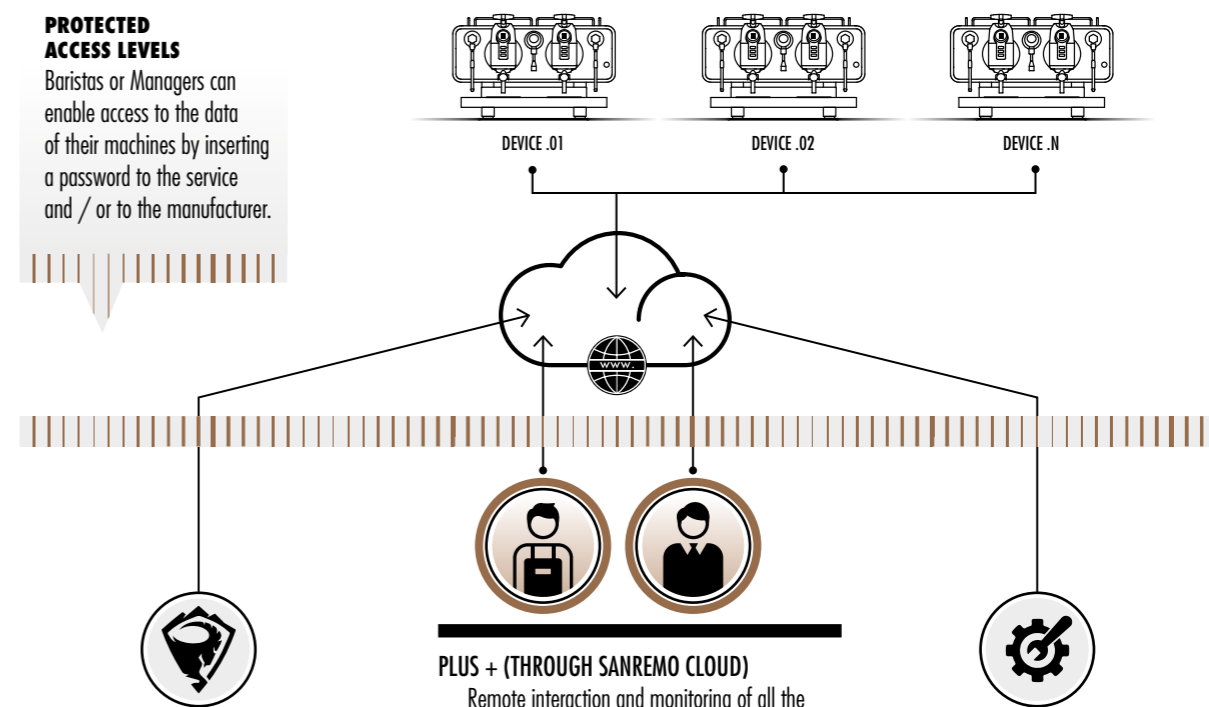 PROTECTED
ACCESS LEVELS
Baristas or Managers can
enable access to the data
of their machines by inserting
a password to the service
and / or to the manufacturer.
DEVICE .01
DEVICE .02
DEVICE .N
WWW.
PLUS + (THROUGH SANREMO CLOUD)
Remote interaction and monitoring of all the